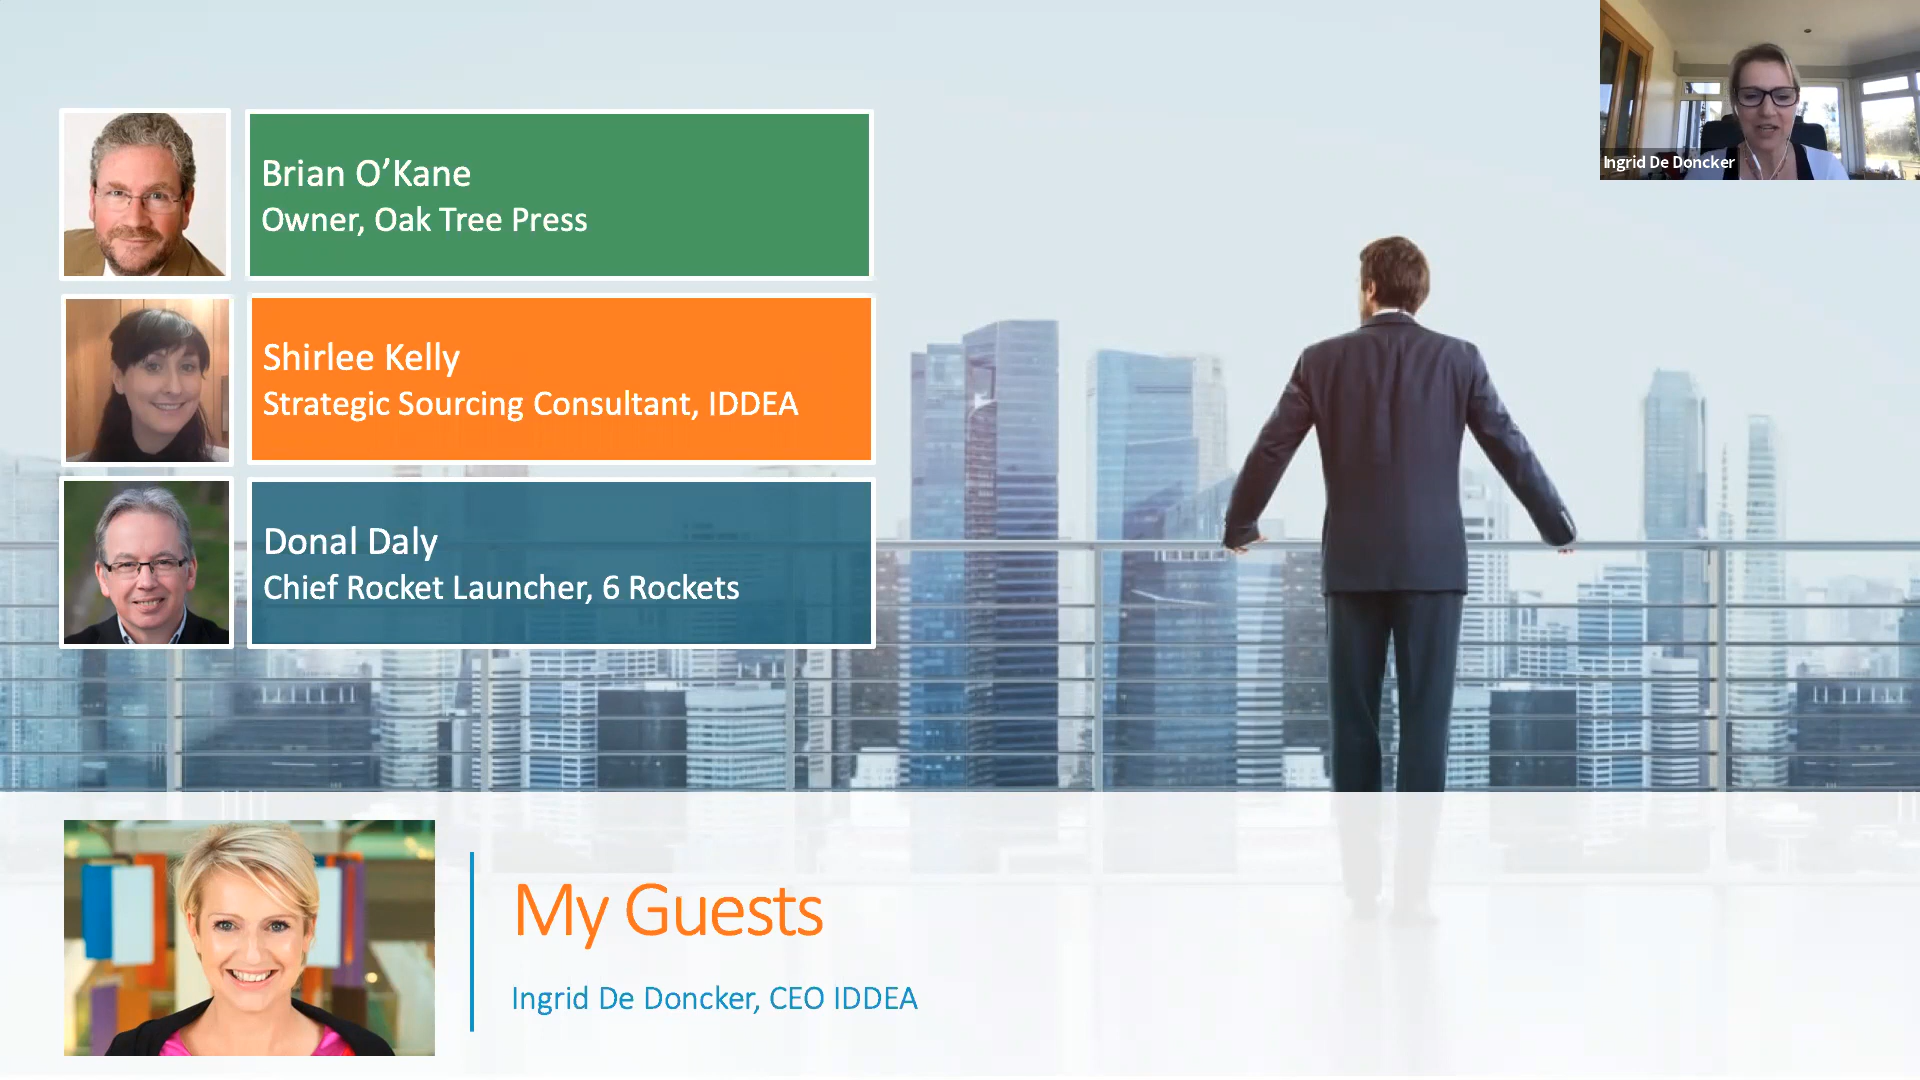 Ingrid De Doncker
Brian O’Kane
Owner, Oak Tree Press
Shirlee Kelly
Strategic Sourcing Consultant, IDDEA
Donal Daly
Chief Rocket Launcher, 6 Rockets
My Guests
Ingrid De Doncker, CEO IDDEA